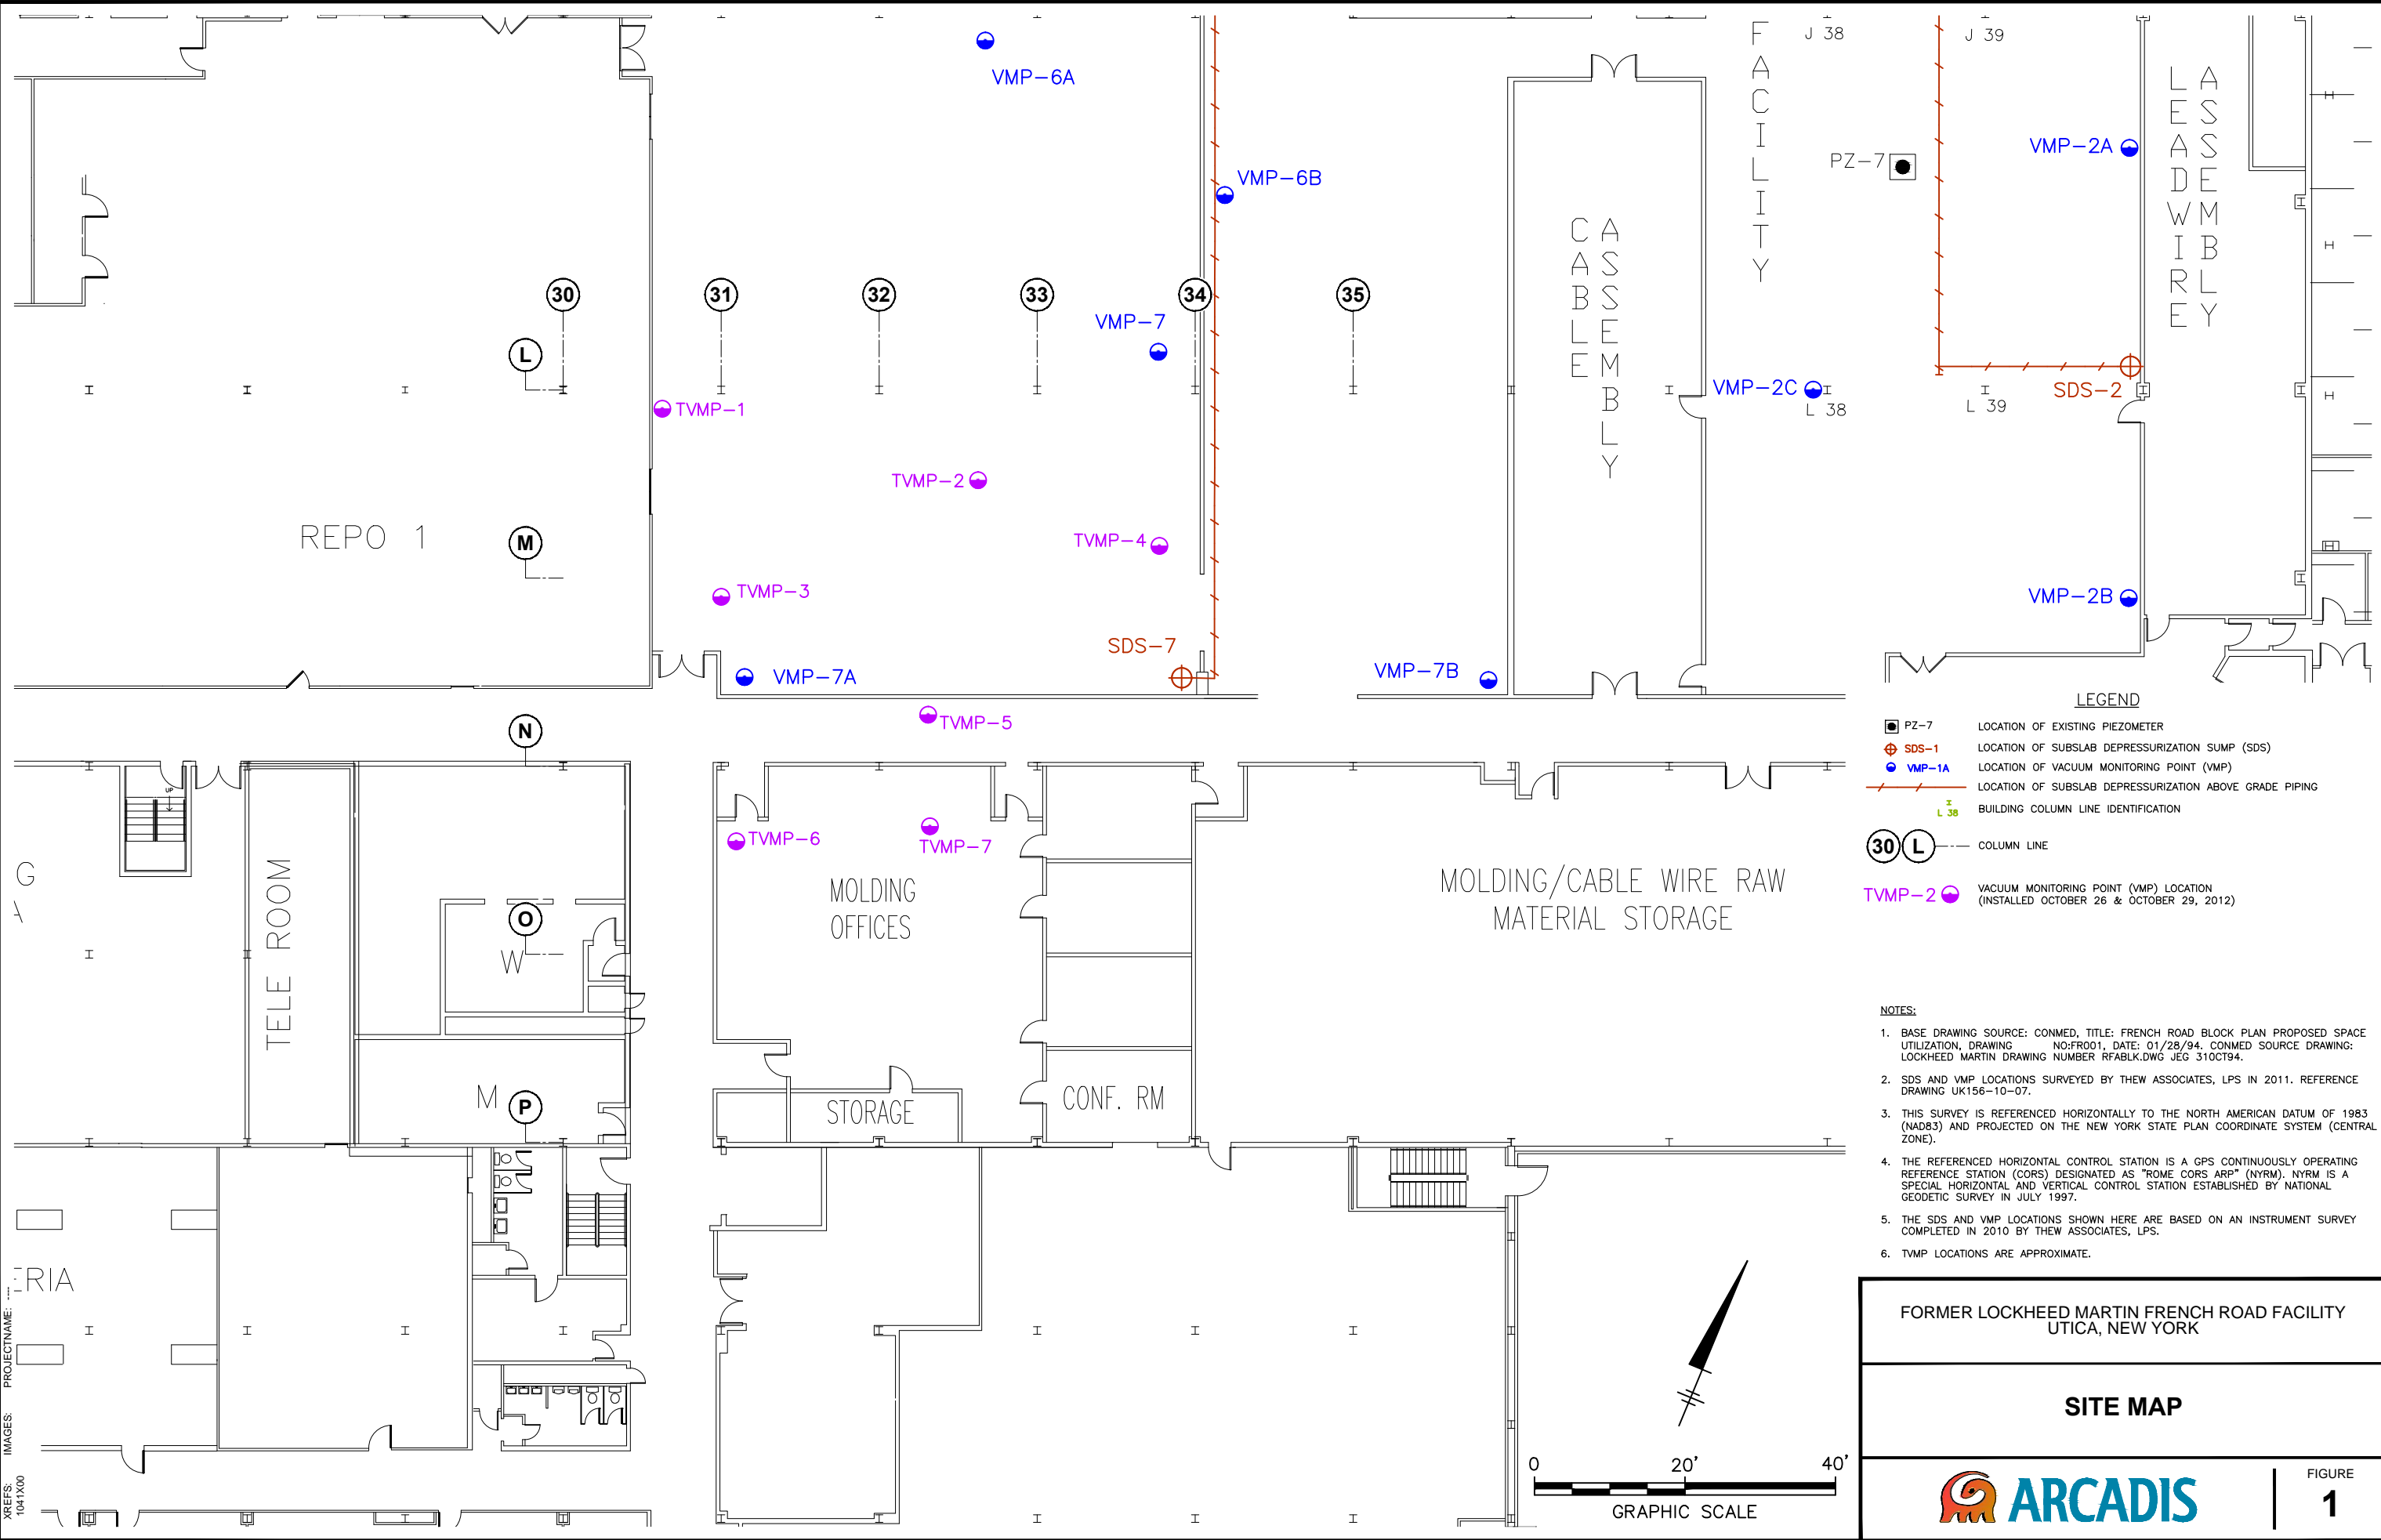 VMP-6A
VMP-6B
FACILITY
J 38
J 39
LEADWIRE
ASSEMBLY
VMP-2A
PZ-7
CABLE
ASSEMBLY
30
31
32
33
34
35
VMP-7
L
TVMP-1
VMP-2C
L 38
L 39
SDS-2
TVMP-2
REPO 1
M
TVMP-4
TVMP-3
VMP-2B
SDS-7
VMP-7A
VMP-7B
TVMP-5
N
UP
TVMP-6
TVMP-7
G
A
TELE ROOM
O
W
MOLDING
OFFICES
MOLDING/CABLE WIRE RAW
MATERIAL STORAGE
M
P
STORAGE
CONF. RM
ERIA
LEGEND
PZ-7 LOCATION OF EXISTING PIEZOMETER
SDS-1 LOCATION OF SUBSLAB DEPRESSURIZATION SUMP (SDS)
VMP-1A LOCATION OF VACUUM MONITORING POINT (VMP)
LOCATION OF SUBSLAB DEPRESSURIZATION ABOVE GRADE PIPING
L 38 BUILDING COLUMN LINE IDENTIFICATION
30 L COLUMN LINE
TVMP-2 VACUUM MONITORING POINT (VMP) LOCATION
(INSTALLED OCTOBER 26 & OCTOBER 29, 2012)
NOTES:
1. BASE DRAWING SOURCE: CONMED, TITLE: FRENCH ROAD BLOCK PLAN PROPOSED SPACE
UTILIZATION, DRAWING NO:FR001, DATE: 01/28/94. CONMED SOURCE DRAWING:
LOCKHEED MARTIN DRAWING NUMBER RFABLK.DWG JEG 31OCT94.
2. SDS AND VMP LOCATIONS SURVEYED BY THEW ASSOCIATES, LPS IN 2011. REFERENCE
DRAWING UK156-10-07.
3. THIS SURVEY IS REFERENCED HORIZONTALLY TO THE NORTH AMERICAN DATUM OF 1983
(NAD83) AND PROJECTED ON THE NEW YORK STATE PLAN COORDINATE SYSTEM (CENTRAL
ZONE).
4. THE REFERENCED HORIZONTAL CONTROL STATION IS A GPS CONTINUOUSLY OPERATING
REFERENCE STATION (CORS) DESIGNATED AS "ROME CORS ARP" (NYRM). NYRM IS A
SPECIAL HORIZONTAL AND VERTICAL CONTROL STATION ESTABLISHED BY NATIONAL
GEODETIC SURVEY IN JULY 1997.
5. THE SDS AND VMP LOCATIONS SHOWN HERE ARE BASED ON AN INSTRUMENT SURVEY
COMPLETED IN 2010 BY THEW ASSOCIATES, LPS.
6. TVMP LOCATIONS ARE APPROXIMATE.
0 20' 40'
GRAPHIC SCALE
FORMER LOCKHEED MARTIN FRENCH ROAD FACILITY
UTICA, NEW YORK
SITE MAP
ARCADIS
FIGURE
1
XREFS: IMAGES: PROJECTNAME: ----
1041X00